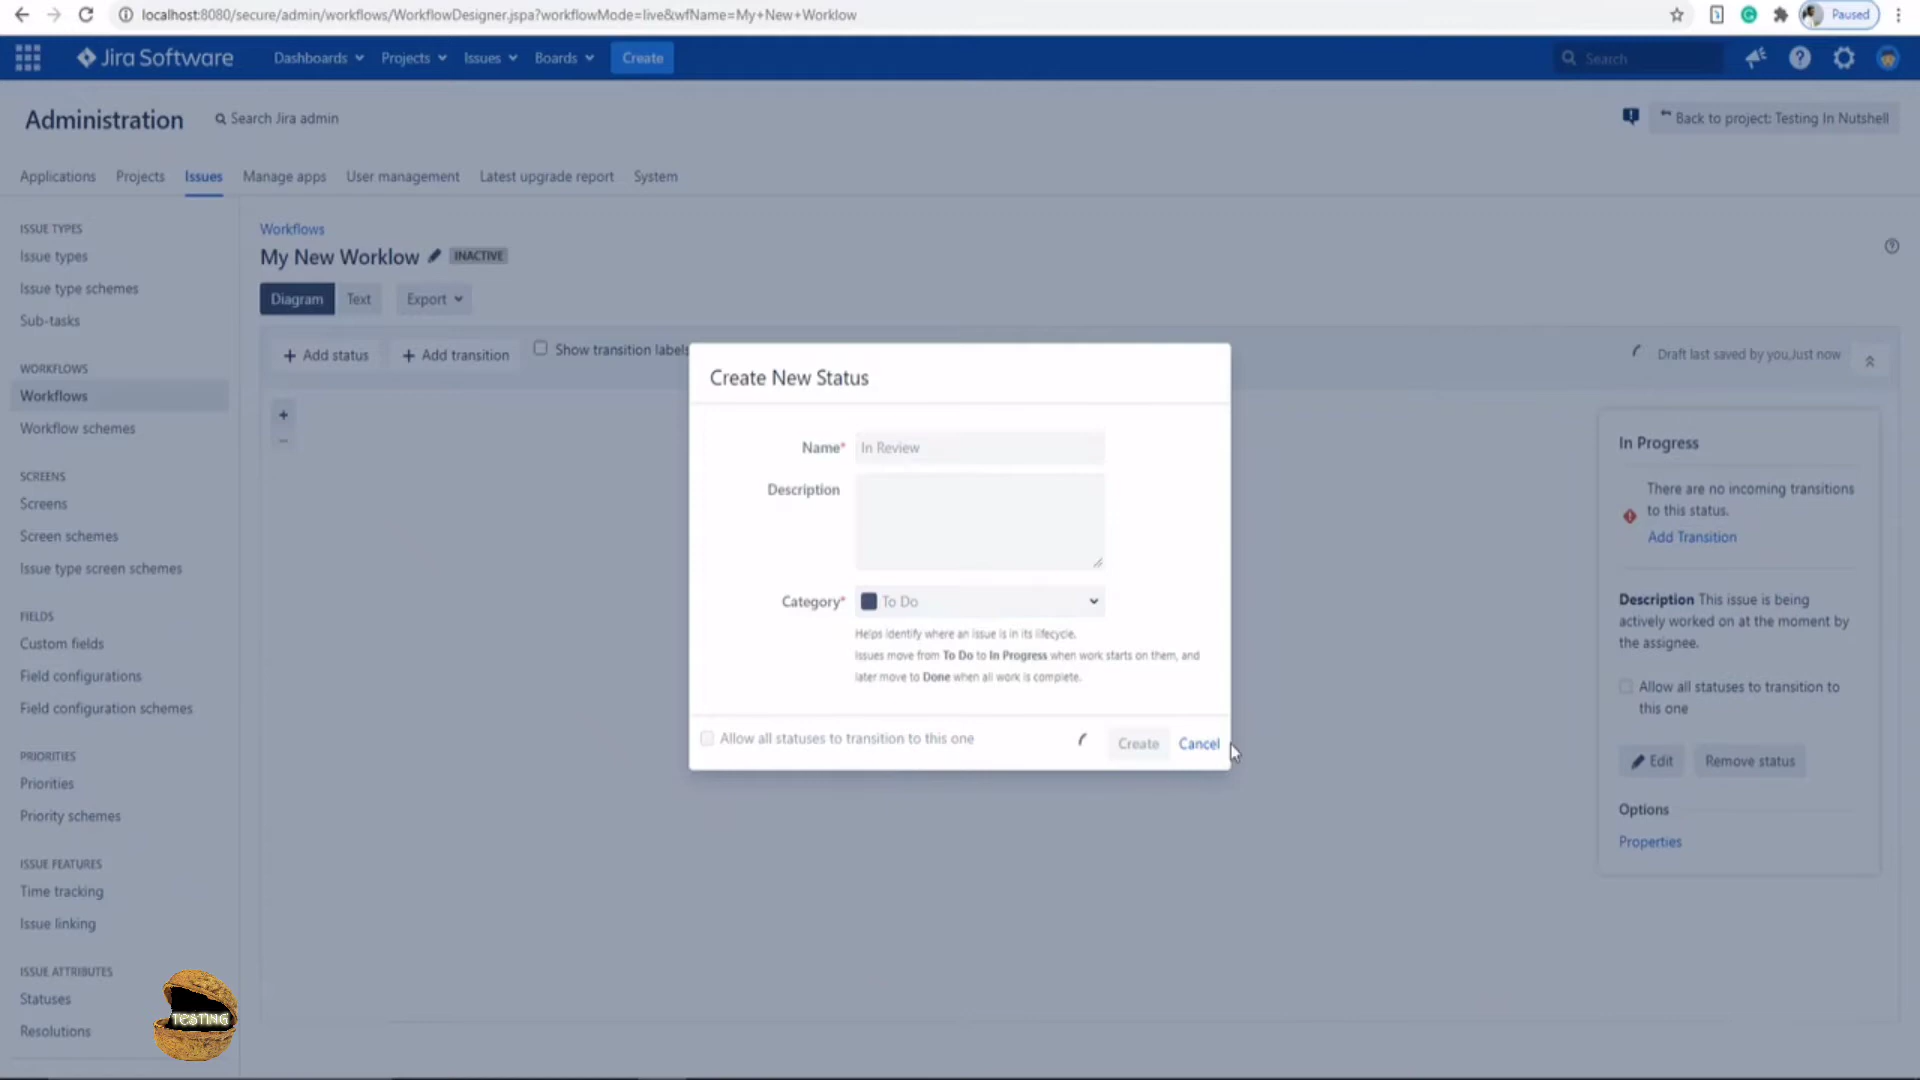 localhost:8080/secure/admin/workflows/WorkflowDesigner.jspa?workflowMode=live&wfName=My+New+Worklow
Paused
Jira Software
Dashboards
Projects
Issues
Boards
Create
Search
Administration
Search Jira admin
Back to project: Testing In Nutshell
Applications
Projects
Issues
Manage apps
User management
Latest upgrade report
System
ISSUE TYPES
Issue types
Issue type schemes
Sub-tasks
WORKFLOWS
Workflows
Workflow schemes
SCREENS
Screens
Screen schemes
Issue type screen schemes
FIELDS
Custom fields
Field configurations
Field configuration schemes
PRIORITIES
Priorities
Priority schemes
ISSUE FEATURES
Time tracking
Issue linking
ISSUE ATTRIBUTES
Statuses
Resolutions
TESTING
Workflows
My New Worklow
INACTIVE
Diagram
Text
Export
+ Add status
+ Add transition
Show transition labels
Draft last saved by you,Just now
+
−
Create New Status
Name*
In Review
Description
Category*
To Do
Helps identify where an issue is in its lifecycle.
Issues move from To Do to In Progress when work starts on them, and
later move to Done when all work is complete.
Allow all statuses to transition to this one
Create
Cancel
In Progress
There are no incoming transitions
to this status.
Add Transition
Description This issue is being
actively worked on at the moment by
the assignee.
Allow all statuses to transition to
this one
Edit
Remove status
Options
Properties